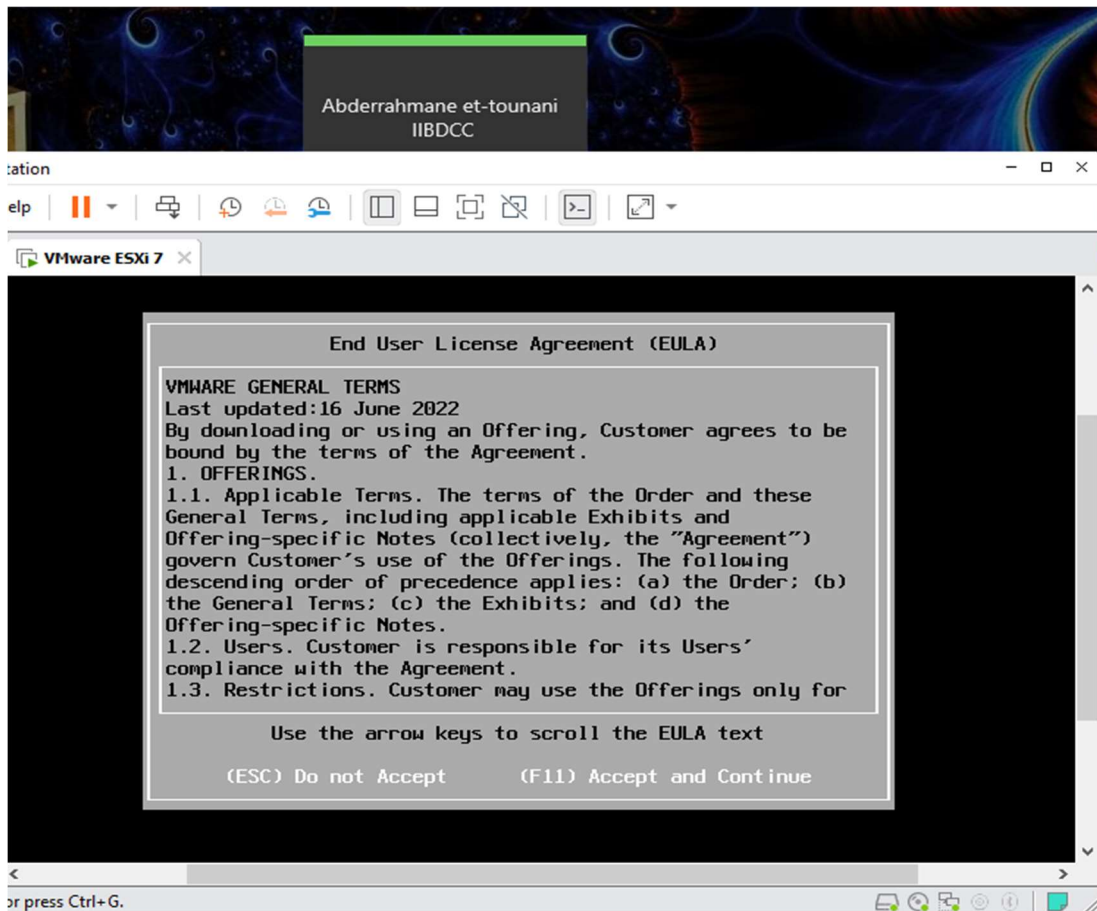 Abderrahmane et-tounani
IIBDCC
tation
elp
VMware ESXi 7
End User License Agreement (EULA)
VMWARE GENERAL TERMS
Last updated:16 June 2022
By downloading or using an Offering, Customer agrees to be
bound by the terms of the Agreement.
1. OFFERINGS.
1.1. Applicable Terms. The terms of the Order and these
General Terms, including applicable Exhibits and
Offering-specific Notes (collectively, the "Agreement")
govern Customer's use of the Offerings. The following
descending order of precedence applies: (a) the Order; (b)
the General Terms; (c) the Exhibits; and (d) the
Offering-specific Notes.
1.2. Users. Customer is responsible for its Users'
compliance with the Agreement.
1.3. Restrictions. Customer may use the Offerings only for
Use the arrow keys to scroll the EULA text
(ESC) Do not Accept (F11) Accept and Continue
or press Ctrl+G.